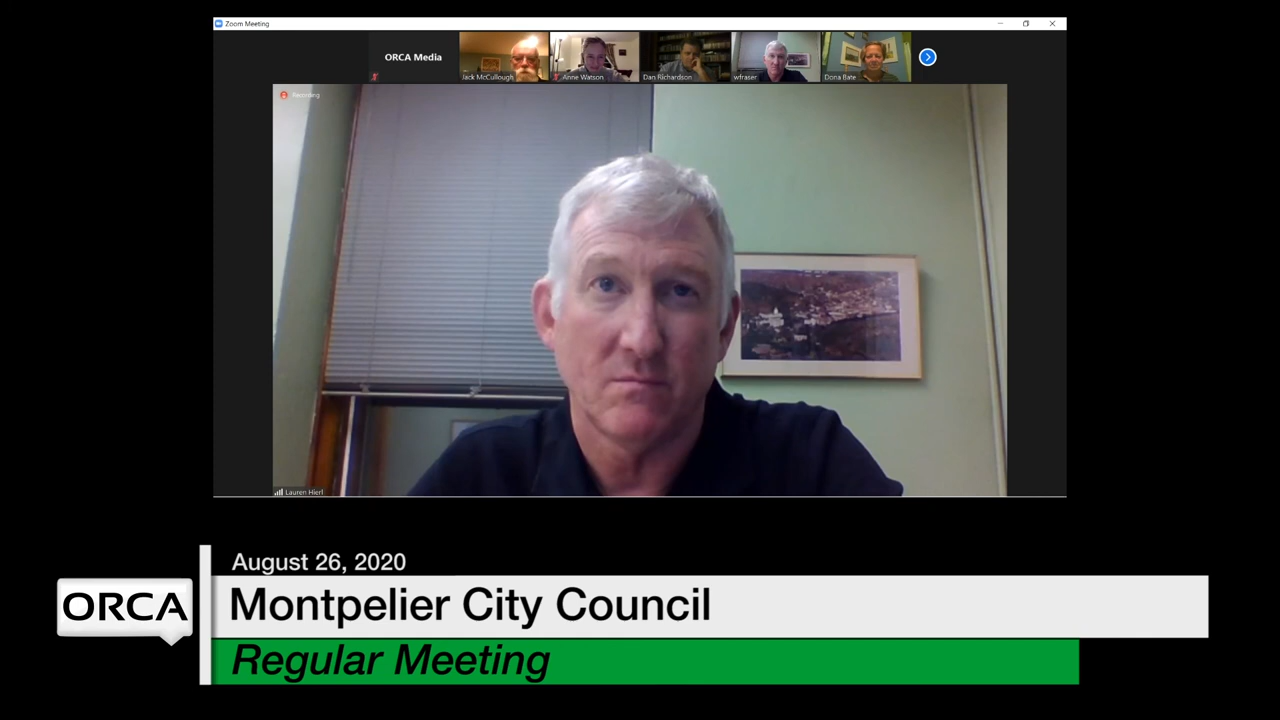 Zoom Meeting
ORCA Media
Jack McCullough
Anne Watson
Dan Richardson
wfraser
Dona Bate
Recording
Lauren Hierl
August 26, 2020
ORCA
Montpelier City Council
Regular Meeting